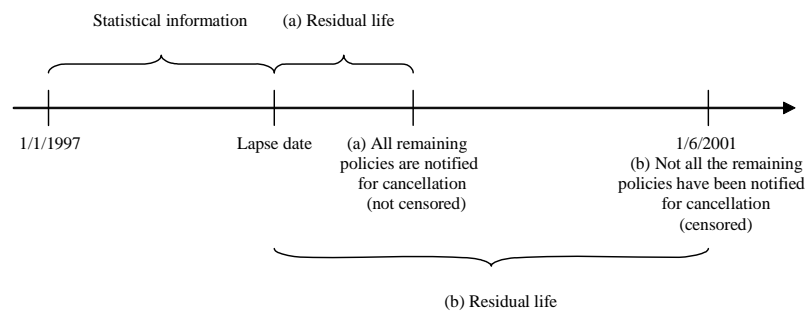 Statistical information
(a) Residual life
1/1/1997
Lapse date
(a) All remaining
policies are notified
for cancellation
(not censored)
1/6/2001
(b) Not all the remaining
policies have been notified
for cancellation
(censored)
(b) Residual life